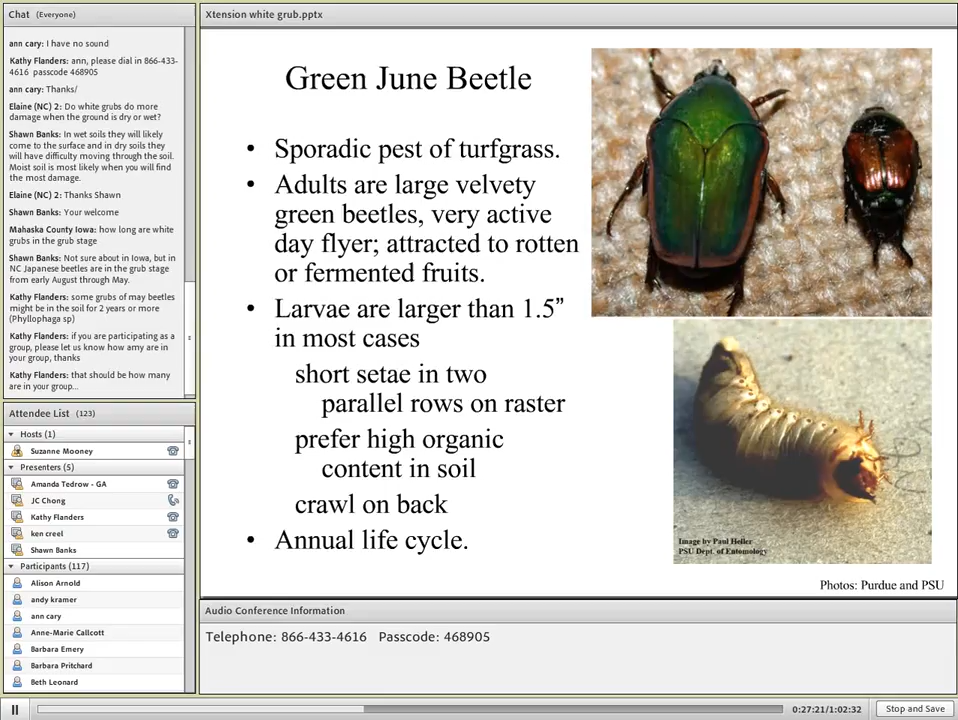 Chat (Everyone)
ann cary: I have no sound
Kathy Flanders: ann, please dial in 866-433-
4616 passcode 468905
ann cary: Thanks/
Elaine (NC) 2: Do white grubs do more
damage when the ground is dry or wet?
Shawn Banks: In wet soils they will likely
come to the surface and in dry soils they
will have difficulty moving through the soil.
Moist soil is most likely when you will find
the most damage.
Elaine (NC) 2: Thanks Shawn
Shawn Banks: Your welcome
Mahaska County Iowa: how long are white
grubs in the grub stage
Shawn Banks: Not sure about in Iowa, but in
NC Japanese beetles are in the grub stage
from early August through May.
Kathy Flanders: some grubs of may beetles
might be in the soil for 2 years or more
(Phyllophaga sp)
Kathy Flanders: if you are participating as a
group, please let us know how amy are in
your group, thanks
Kathy Flanders: that should be how many
are in your group...
Attendee List (123)
Hosts (1)
Suzanne Mooney
Presenters (5)
Amanda Tedrow - GA
JC Chong
Kathy Flanders
ken creel
Shawn Banks
Participants (117)
Alison Arnold
andy kramer
ann cary
Anne-Marie Callcott
Barbara Emery
Barbara Pritchard
Beth Leonard
Xtension white grub.pptx
Green June Beetle
• Sporadic pest of turfgrass.
• Adults are large velvety
green beetles, very active
day flyer; attracted to rotten
or fermented fruits.
• Larvae are larger than 1.5”
in most cases
short setae in two
parallel rows on raster
prefer high organic
content in soil
crawl on back
• Annual life cycle.
Image by Paul Heller
PSU Dept. of Entomology
Photos: Purdue and PSU
Audio Conference Information
Telephone: 866-433-4616 Passcode: 468905
0:27:21/1:02:32
Stop and Save